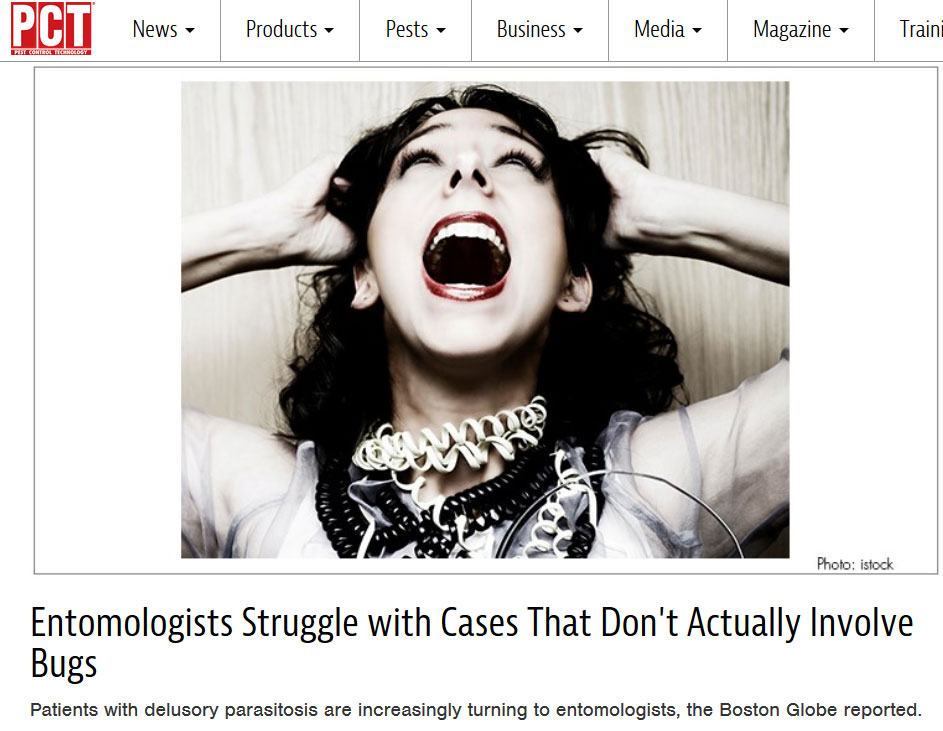 PCT
PEST CONTROL TECHNOLOGY
News Products Pests Business Media Magazine Traini
Photo: istock
Entomologists Struggle with Cases That Don't Actually Involve
Bugs
Patients with delusory parasitosis are increasingly turning to entomologists, the Boston Globe reported.